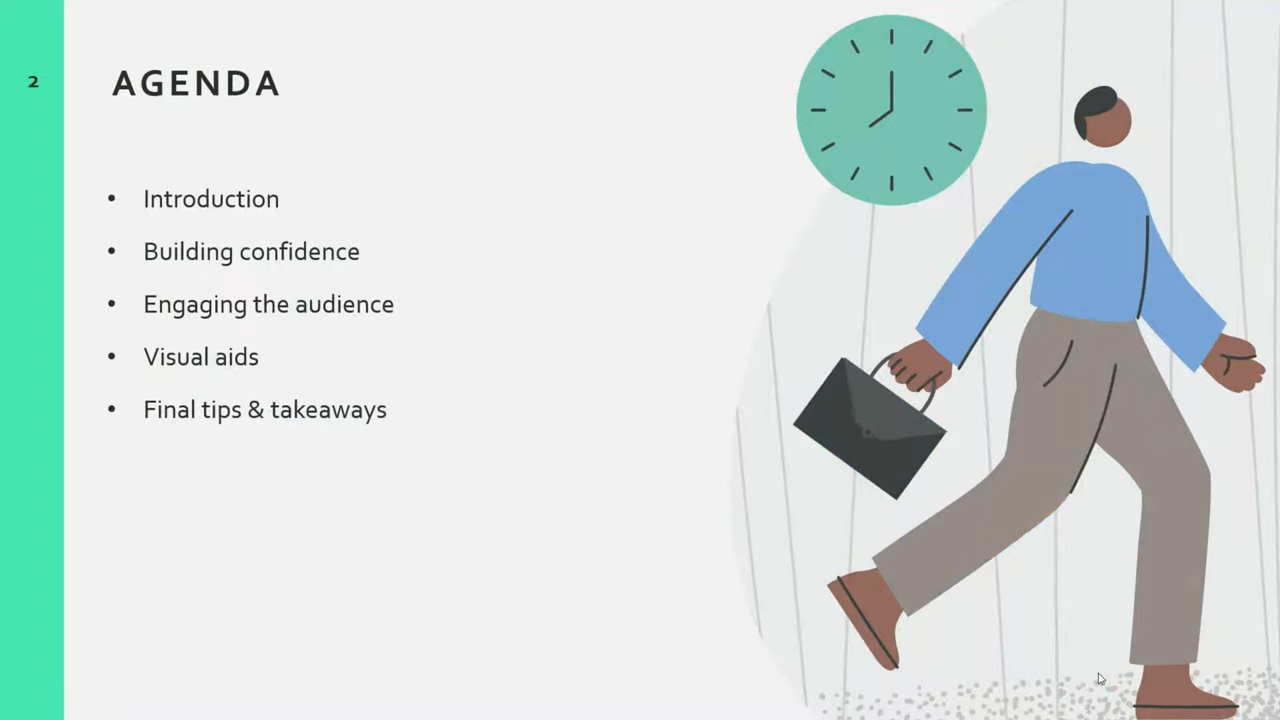 2
AGENDA
• Introduction
• Building confidence
• Engaging the audience
• Visual aids
• Final tips & takeaways